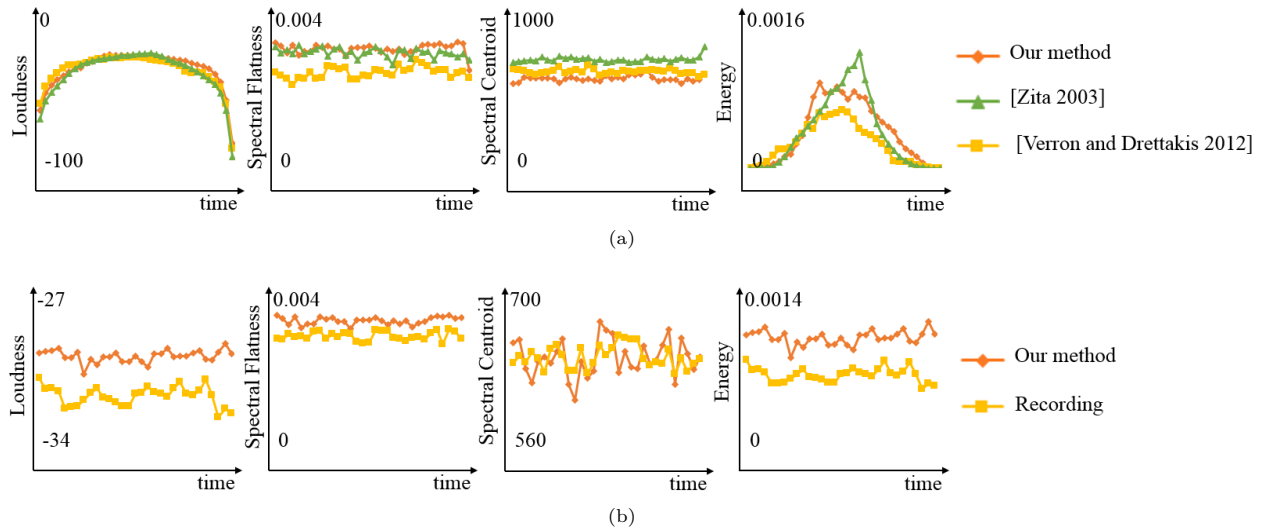 0
-100
Loudness
time
0.004
0
Spectral Flatness
time
1000
0
Spectral Centroid
time
0.0016
0
Energy
time
Our method
[Zita 2003]
[Verron and Drettakis 2012]
(a)
-27
-34
Loudness
time
0.004
0
Spectral Flatness
time
700
560
Spectral Centroid
time
0.0014
0
Energy
time
Our method
Recording
(b)